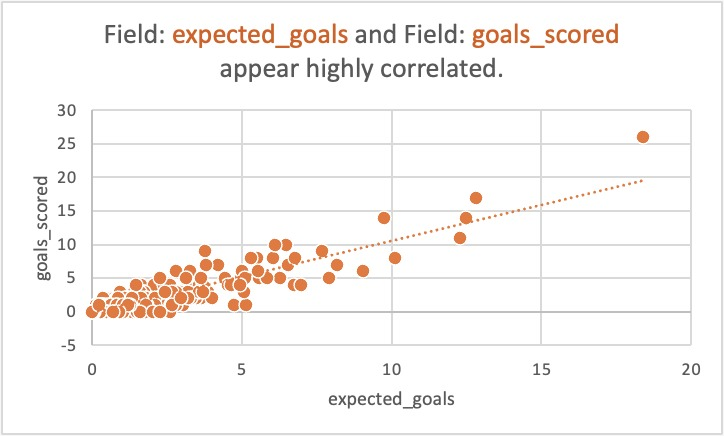 Field: expected_goals and Field: goals_scored
appear highly correlated.
30
25
20
15
10
5
0
-5
goals_scored
0 5 10 15 20
expected_goals